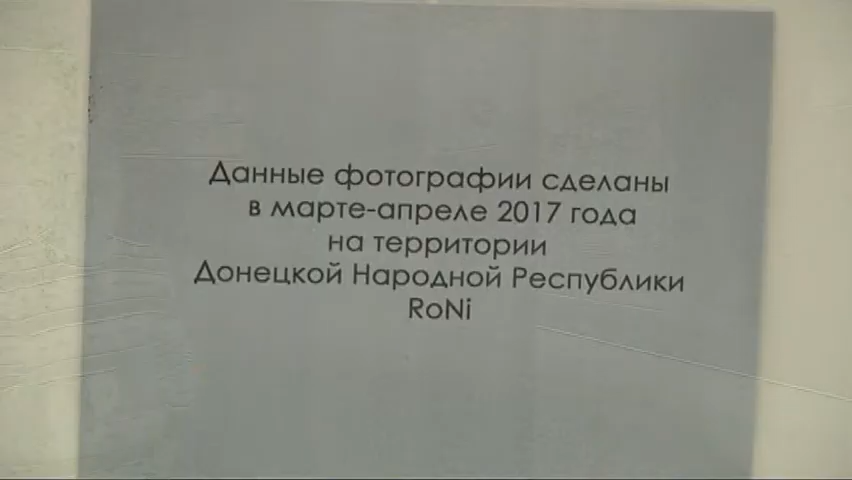 Данные фотографии сделаны
в марте-апреле 2017 года
на территории
Донецкой Народной Республики
RoNi